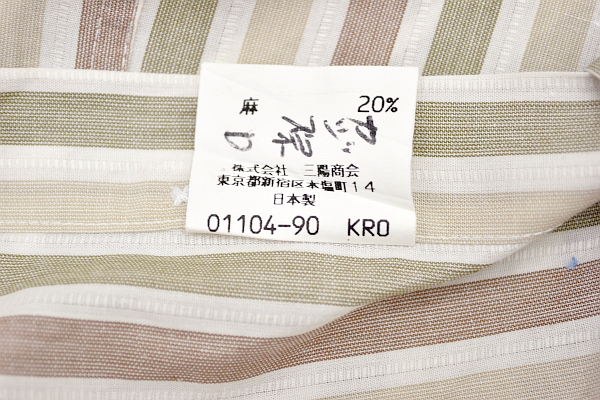 麻 20%
株式会社 三陽商会
東京都新宿区本塩町14
日本製
01104-90 KRO